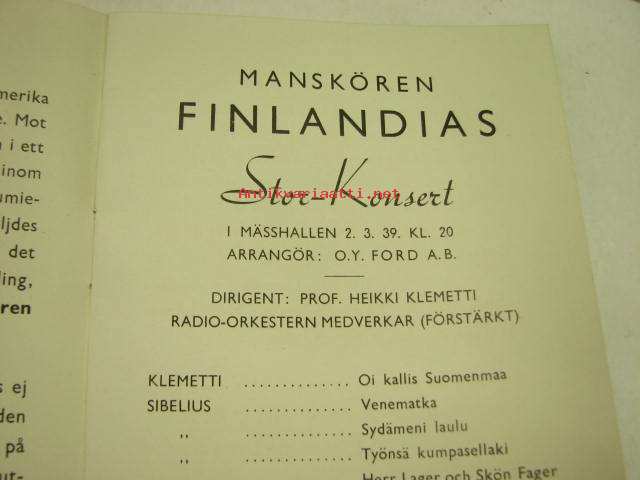 merika
e. Mot
n i ett
inom
umie-
ljdes
det
ling,
ren
s ej
den
på
ut-
MANSKÖREN
FINLANDIAS
Stor-Konsert
Antikvariaatti.net
I MÄSSHALLEN 2. 3. 39. KL. 20
ARRANGÖR: O.Y. FORD A.B.
DIRIGENT: PROF. HEIKKI KLEMETTI
RADIO-ORKESTERN MEDVERKAR (FÖRSTÄRKT)
KLEMETTI .............. Oi kallis Suomenmaa
SIBELIUS .............. Venematka
,, .............. Sydämeni laulu
,, .............. Työnsä kumpasellaki
Herr Lager och Skön Fager